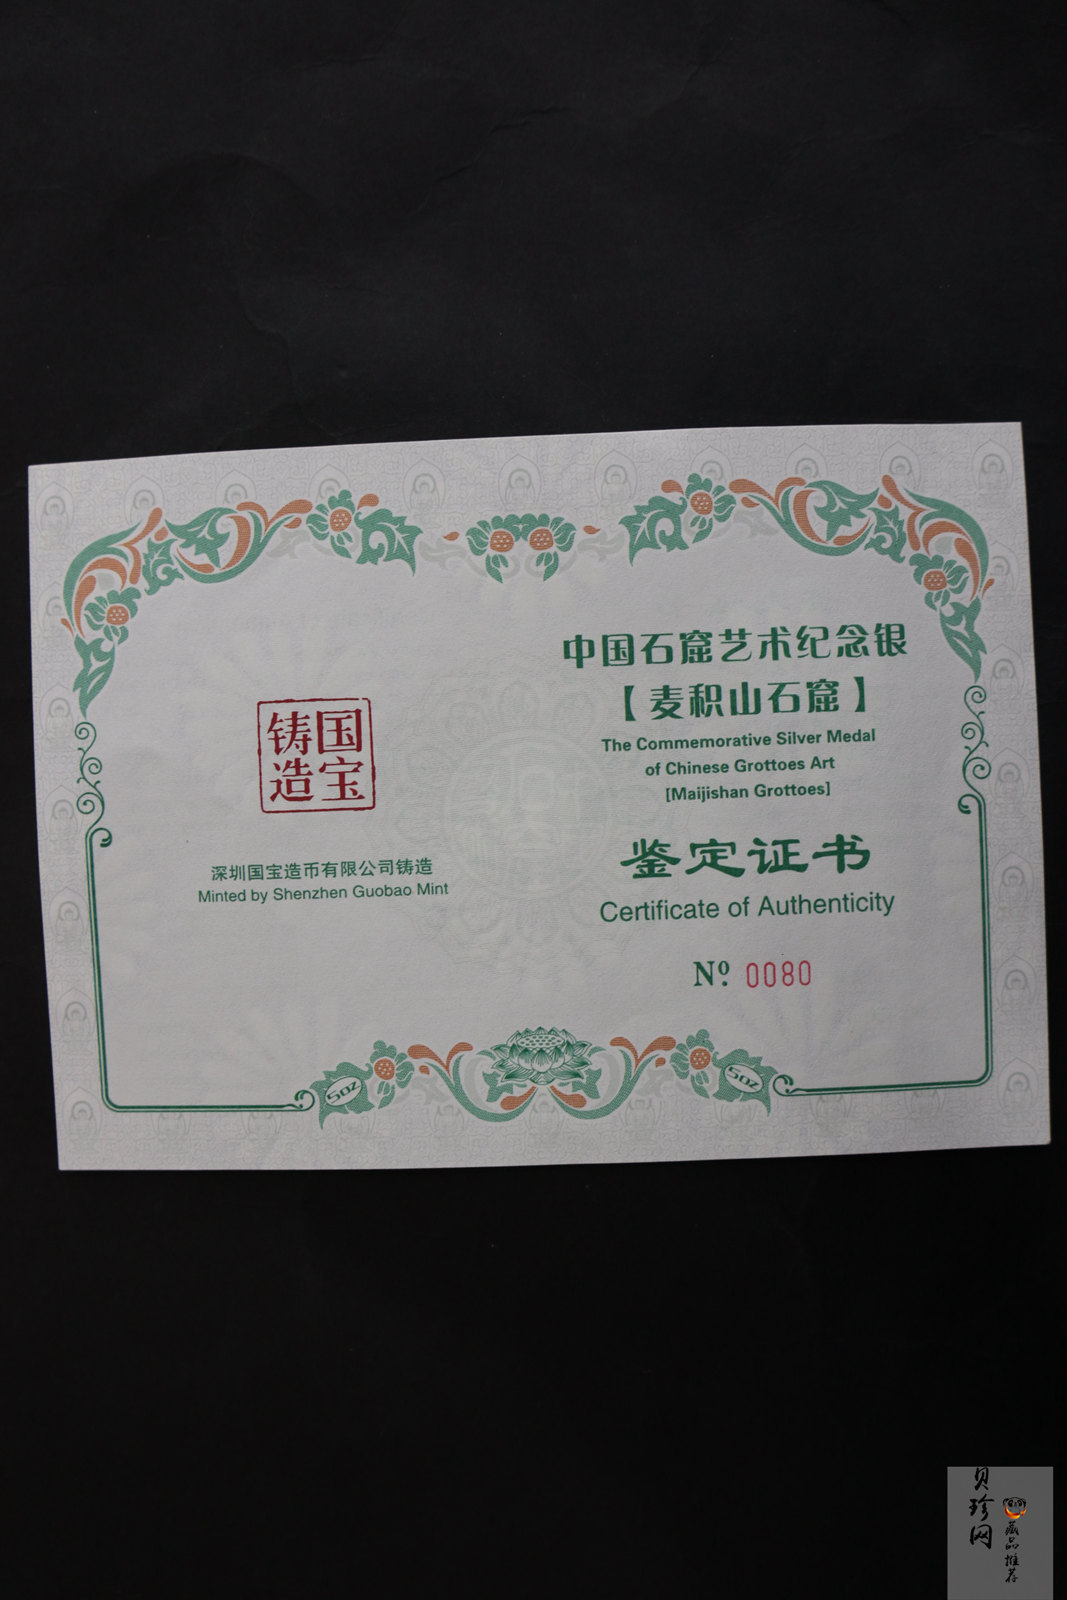 国宝
铸造
深圳国宝造币有限公司铸造
Minted by Shenzhen Guobao Mint
中国石窟艺术纪念银
【麦积山石窟】
The Commemorative Silver Medal
of Chinese Grottoes Art
[Maijishan Grottoes]
鉴定证书
Certificate of Authenticity
Nº. 0080
5OZ
5OZ
贝珍网
藏品推荐